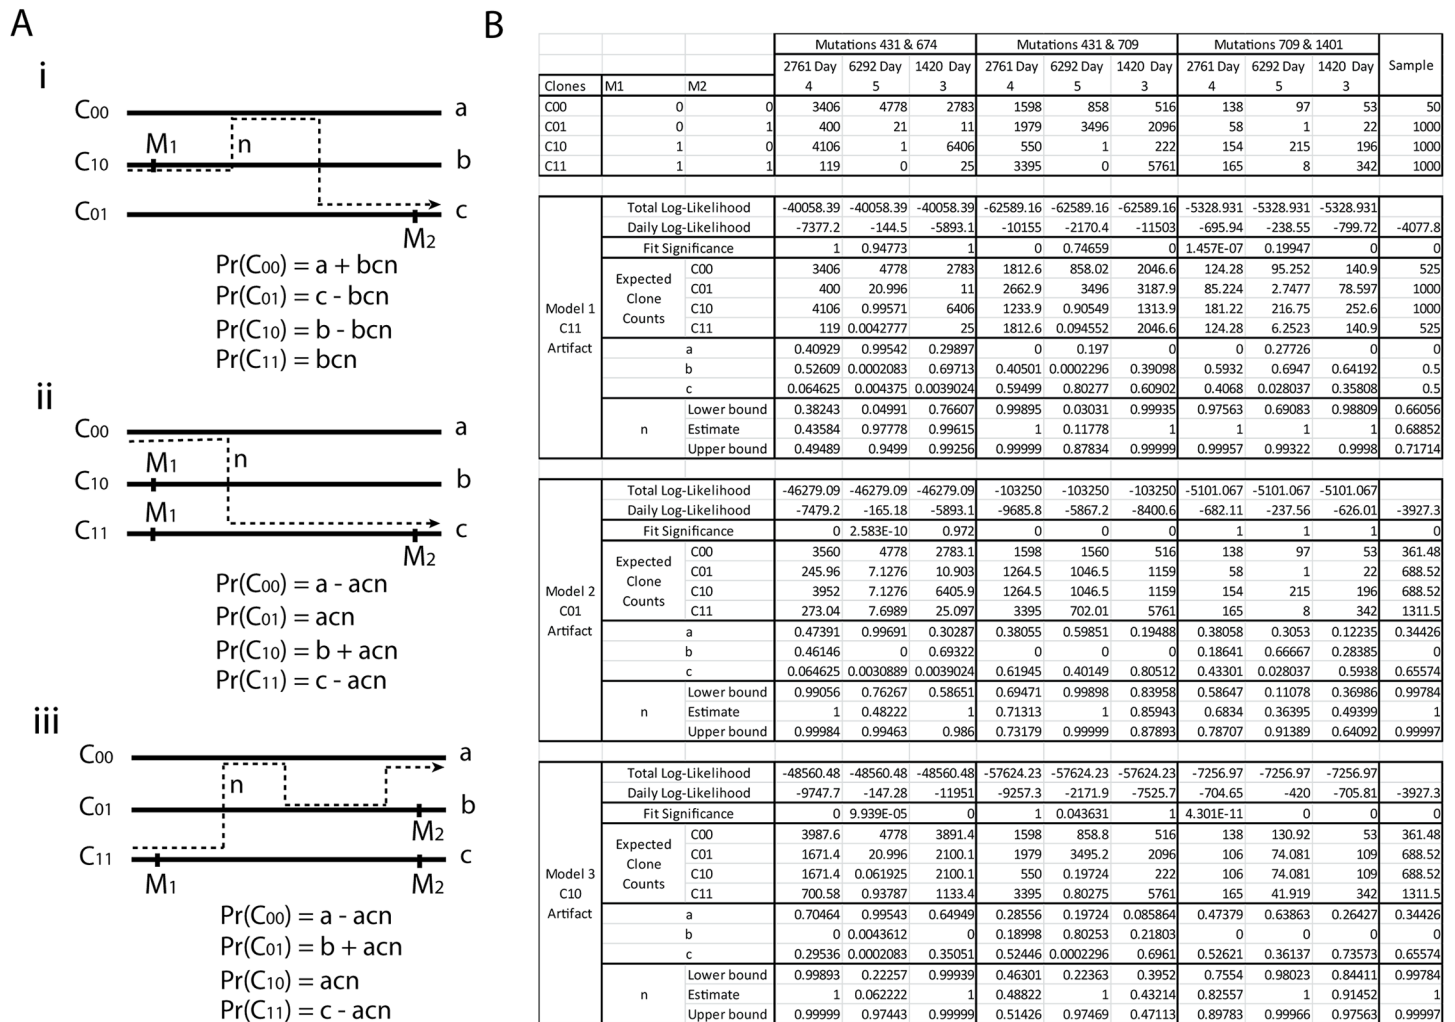 A
i
C00 a
M1 n
C10 b
C01 c
M2
Pr(C00) = a + bcn
Pr(C01) = c - bcn
Pr(C10) = b - bcn
Pr(C11) = bcn
ii
C00 a
M1 n
C10 b
M1
C11 c
M2
Pr(C00) = a - acn
Pr(C01) = acn
Pr(C10) = b + acn
Pr(C11) = c - acn
iii
C00 a
n
C01 b
M2
C11 c
M1 M2
Pr(C00) = a - acn
Pr(C01) = b + acn
Pr(C10) = acn
Pr(C11) = c - acn
B
Mutations 431 & 674 Mutations 431 & 709 Mutations 709 & 1401
2761 Day 6292 Day 1420 Day 2761 Day 6292 Day 1420 Day 2761 Day 6292 Day 1420 Day Sample
Clones M1 M2 4 5 3 4 5 3 4 5 3
C00 0 0 3406 4778 2783 1598 858 516 138 97 53 50
C01 0 1 400 21 11 1979 3496 2096 58 1 22 1000
C10 1 0 4106 1 6406 550 1 222 154 215 196 1000
C11 1 1 119 0 25 3395 0 5761 165 8 342 1000
Total Log-Likelihood -40058.39 -40058.39 -40058.39 -62589.16 -62589.16 -62589.16 -5328.931 -5328.931 -5328.931
Daily Log-Likelihood -7377.2 -144.5 -5893.1 -10155 -2170.4 -11503 -695.94 -238.55 -799.72 -4077.8
Fit Significance 1 0.94773 1 0 0.74659 0 1.457E-07 0.19947 0 0
Model 1 C11 Artifact
Expected Clone Counts
C00 3406 4778 2783 1812.6 858.02 2046.6 124.28 95.252 140.9 525
C01 400 20.996 11 2662.9 3496 3187.9 85.224 2.7477 78.597 1000
C10 4106 0.99571 6406 1233.9 0.90549 1313.9 181.22 216.75 252.6 1000
C11 119 0.0042777 25 1812.6 0.094552 2046.6 124.28 6.2523 140.9 525
a 0.40929 0.99542 0.29897 0 0.197 0 0 0.27726 0 0
b 0.52609 0.0002083 0.69713 0.40501 0.0002296 0.39098 0.5932 0.6947 0.64192 0.5
c 0.064625 0.004375 0.0039024 0.59499 0.80277 0.60902 0.4068 0.028037 0.35808 0.5
n
Lower bound 0.38243 0.04991 0.76607 0.99895 0.03031 0.99935 0.97563 0.69083 0.98809 0.66056
Estimate 0.43584 0.97778 0.99615 1 0.11778 1 1 1 1 0.68852
Upper bound 0.49489 0.9499 0.99256 0.99999 0.87834 0.99999 0.99957 0.99322 0.9998 0.71714
Total Log-Likelihood -46279.09 -46279.09 -46279.09 -103250 -103250 -103250 -5101.067 -5101.067 -5101.067
Daily Log-Likelihood -7479.2 -165.18 -5893.1 -9685.8 -5867.2 -8400.6 -682.11 -237.56 -626.01 -3927.3
Fit Significance 0 2.583E-10 0.972 0 0 0 1 1 1 0
Model 2 C01 Artifact
Expected Clone Counts
C00 3560 4778 2783.1 1598 1560 516 138 97 53 361.48
C01 245.96 7.1276 10.903 1264.5 1046.5 1159 58 1 22 688.52
C10 3952 7.1276 6405.9 1264.5 1046.5 1159 154 215 196 688.52
C11 273.04 7.6989 25.097 3395 702.01 5761 165 8 342 1311.5
a 0.47391 0.99691 0.30287 0.38055 0.59851 0.19488 0.38058 0.3053 0.12235 0.34426
b 0.46146 0 0.69322 0 0 0 0.18641 0.66667 0.28385 0
c 0.064625 0.0030889 0.0039024 0.61945 0.40149 0.80512 0.43301 0.028037 0.5938 0.65574
n
Lower bound 0.99056 0.76267 0.58651 0.69471 0.99898 0.83958 0.58647 0.11078 0.36986 0.99784
Estimate 1 0.48222 1 0.71313 1 0.85943 0.6834 0.36395 0.49399 1
Upper bound 0.99984 0.99463 0.986 0.73179 0.99999 0.87893 0.78707 0.91389 0.64092 0.99997
Total Log-Likelihood -48560.48 -48560.48 -48560.48 -57624.23 -57624.23 -57624.23 -7256.97 -7256.97 -7256.97
Daily Log-Likelihood -9747.7 -147.28 -11951 -9257.3 -2171.9 -7525.7 -704.65 -420 -705.81 -3927.3
Fit Significance 0 9.939E-05 0 1 0.043631 1 4.301E-11 0 0 0
Model 3 C10 Artifact
Expected Clone Counts
C00 3987.6 4778 3891.4 1598 858.8 516 138 130.92 53 361.48
C01 1671.4 20.996 2100.1 1979 3495.2 2096 106 74.081 109 688.52
C10 1671.4 0.061925 2100.1 550 0.19724 222 106 74.081 109 688.52
C11 700.58 0.93787 1133.4 3395 0.80275 5761 165 41.919 342 1311.5
a 0.70464 0.99543 0.64949 0.28556 0.19724 0.085864 0.47379 0.63863 0.26427 0.34426
b 0 0.0043612 0 0.18998 0.80253 0.21803 0 0 0 0
c 0.29536 0.0002083 0.35051 0.52446 0.0002296 0.6961 0.52621 0.36137 0.73573 0.65574
n
Lower bound 0.99893 0.22257 0.99939 0.46301 0.22363 0.3952 0.7554 0.98023 0.84411 0.99784
Estimate 1 0.062222 1 0.48822 1 0.43214 0.82557 1 0.91452 1
Upper bound 0.99999 0.97443 0.99999 0.51426 0.97469 0.47113 0.89783 0.99966 0.97563 0.99997